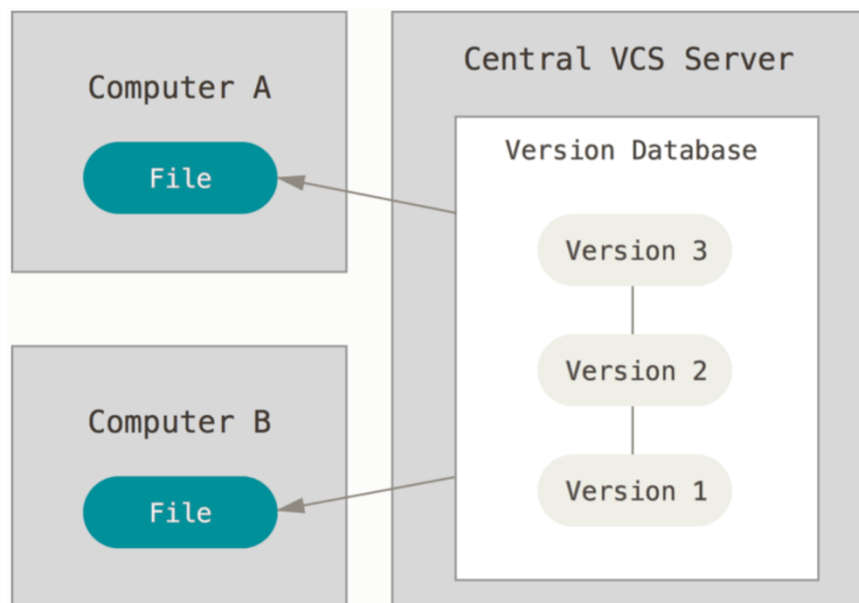 Computer A
File
Computer B
File
Central VCS Server
Version Database
Version 3
Version 2
Version 1